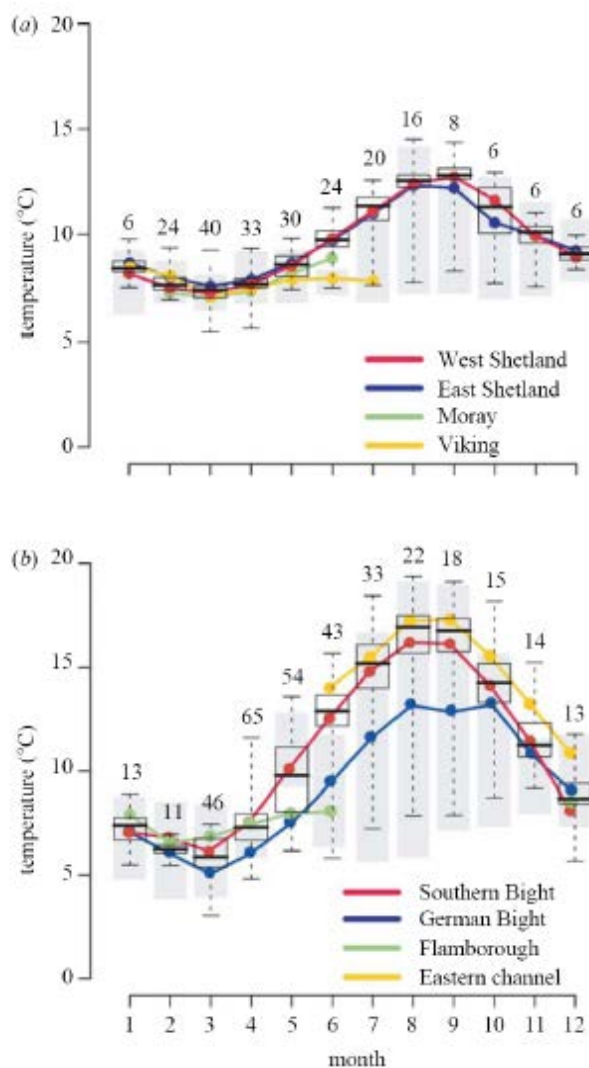 (a)
20
15
10
5
0
temperature (°C)
6 24 40 33 30 24 20 16 8 6 6 6
West Shetland
East Shetland
Moray
Viking
(b)
20
15
10
5
0
temperature (°C)
13 11 46 65 54 43 33 22 18 15 14 13
Southern Bight
German Bight
Flamborough
Eastern channel
1 2 3 4 5 6 7 8 9 10 11 12
month